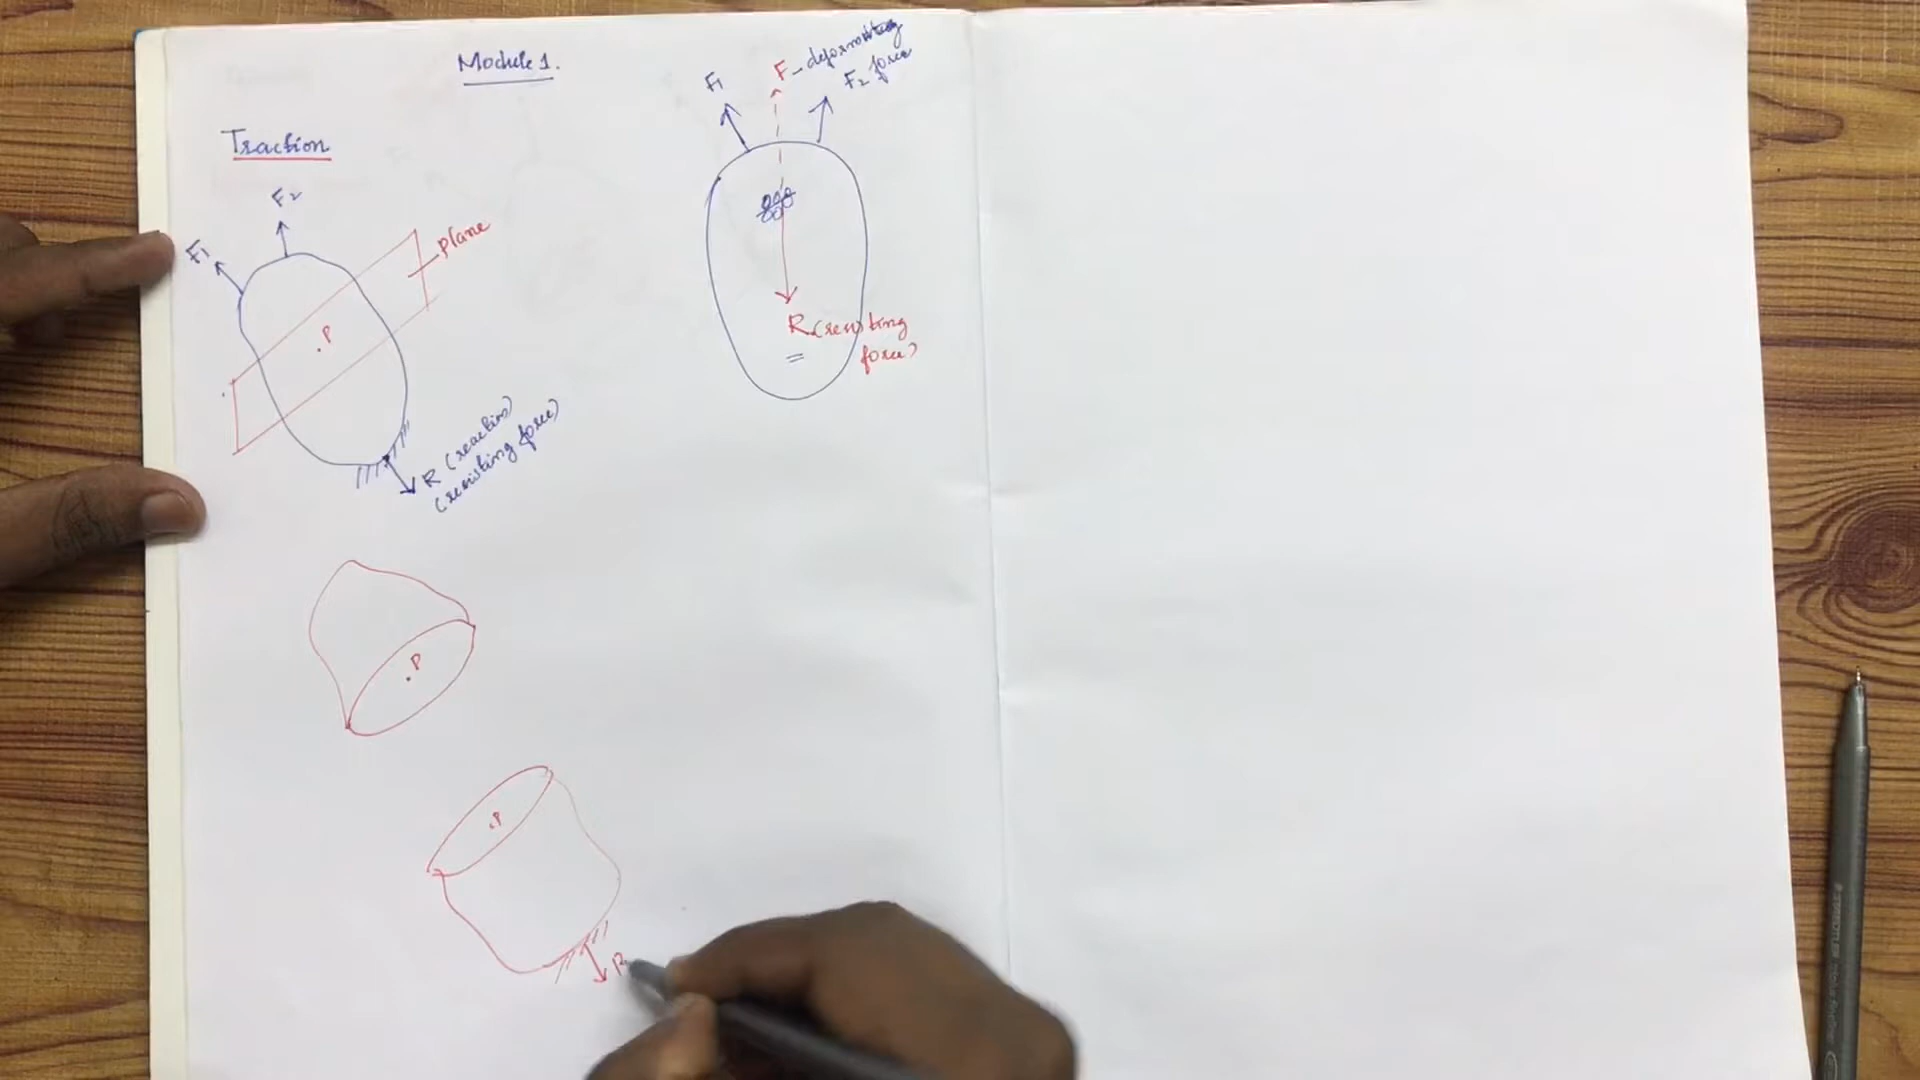 Module 1.
Traction
F1
F2
P
plane
R (reaction)
(resisting force)
F1
F - deforming
F2 force
R (resisting
force)
P
P
R